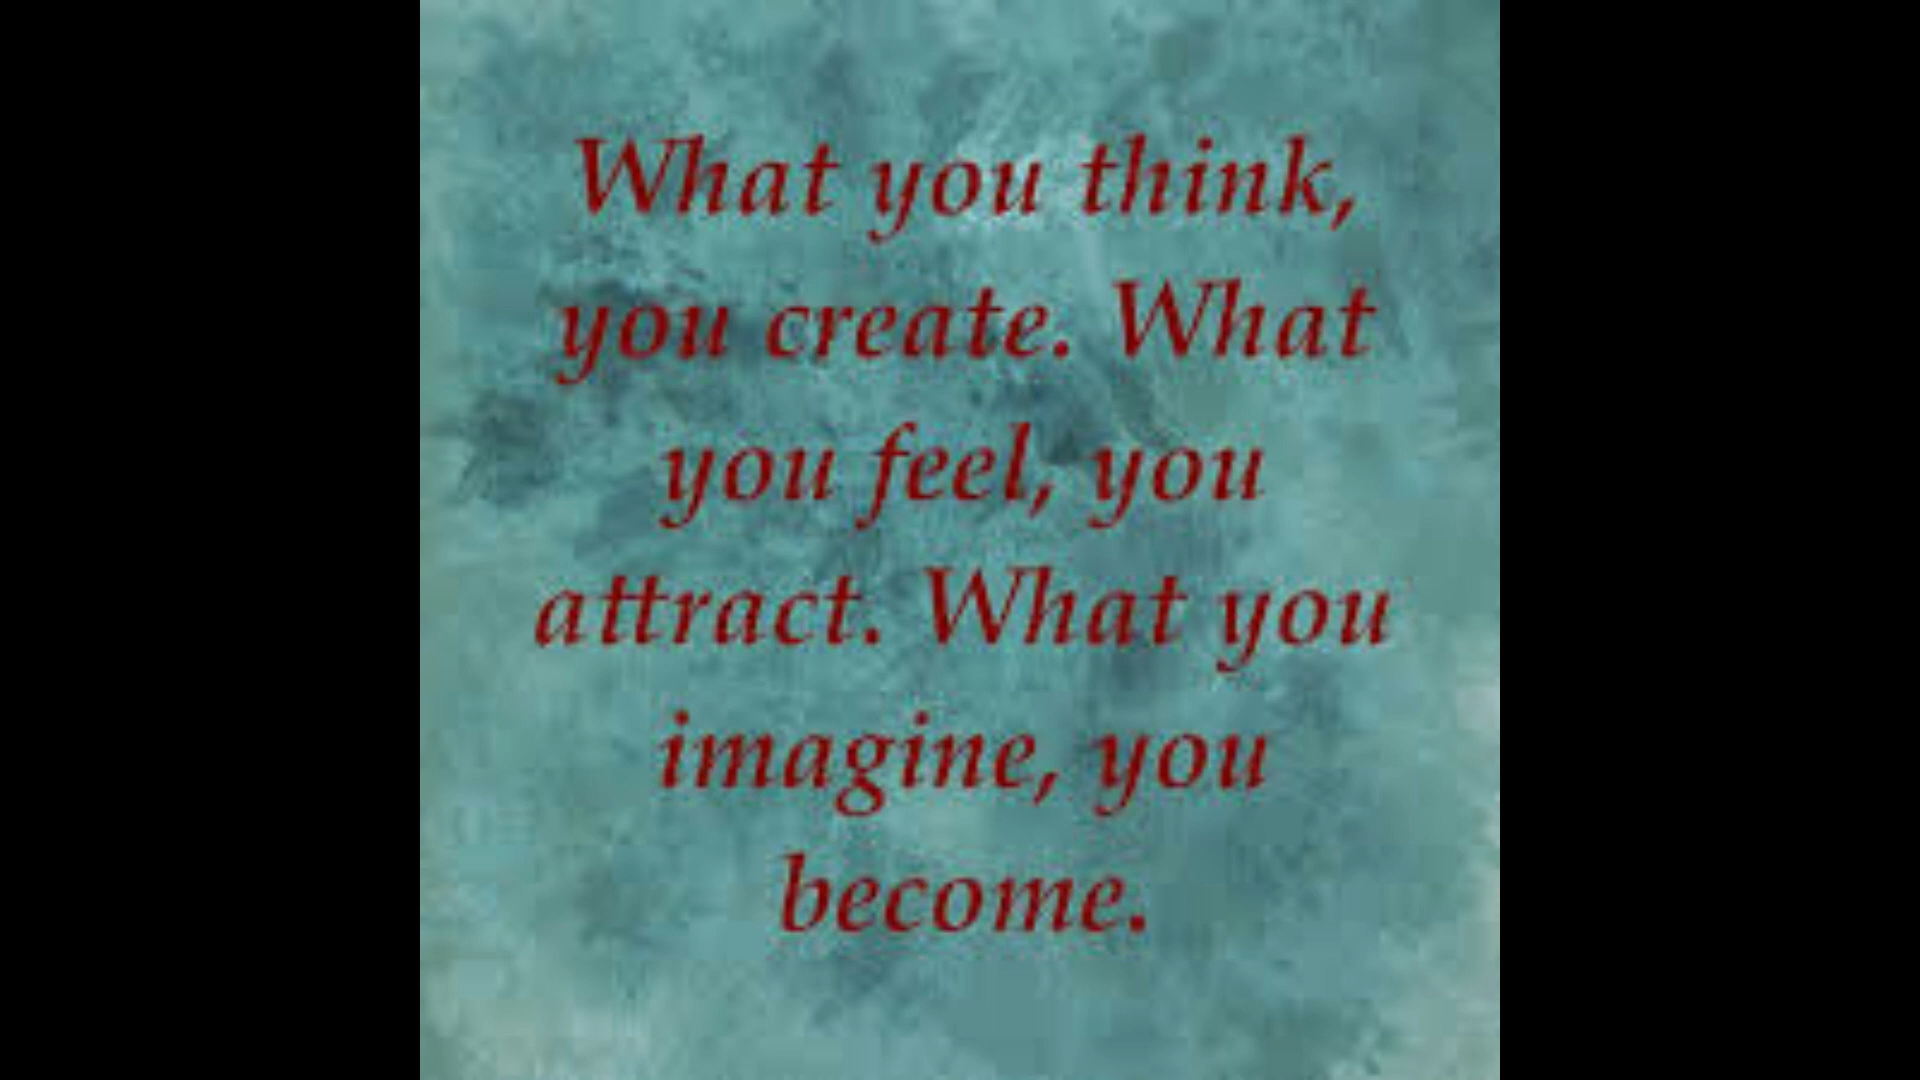 What you think,
you create. What
you feel, you
attract. What you
imagine, you
become.